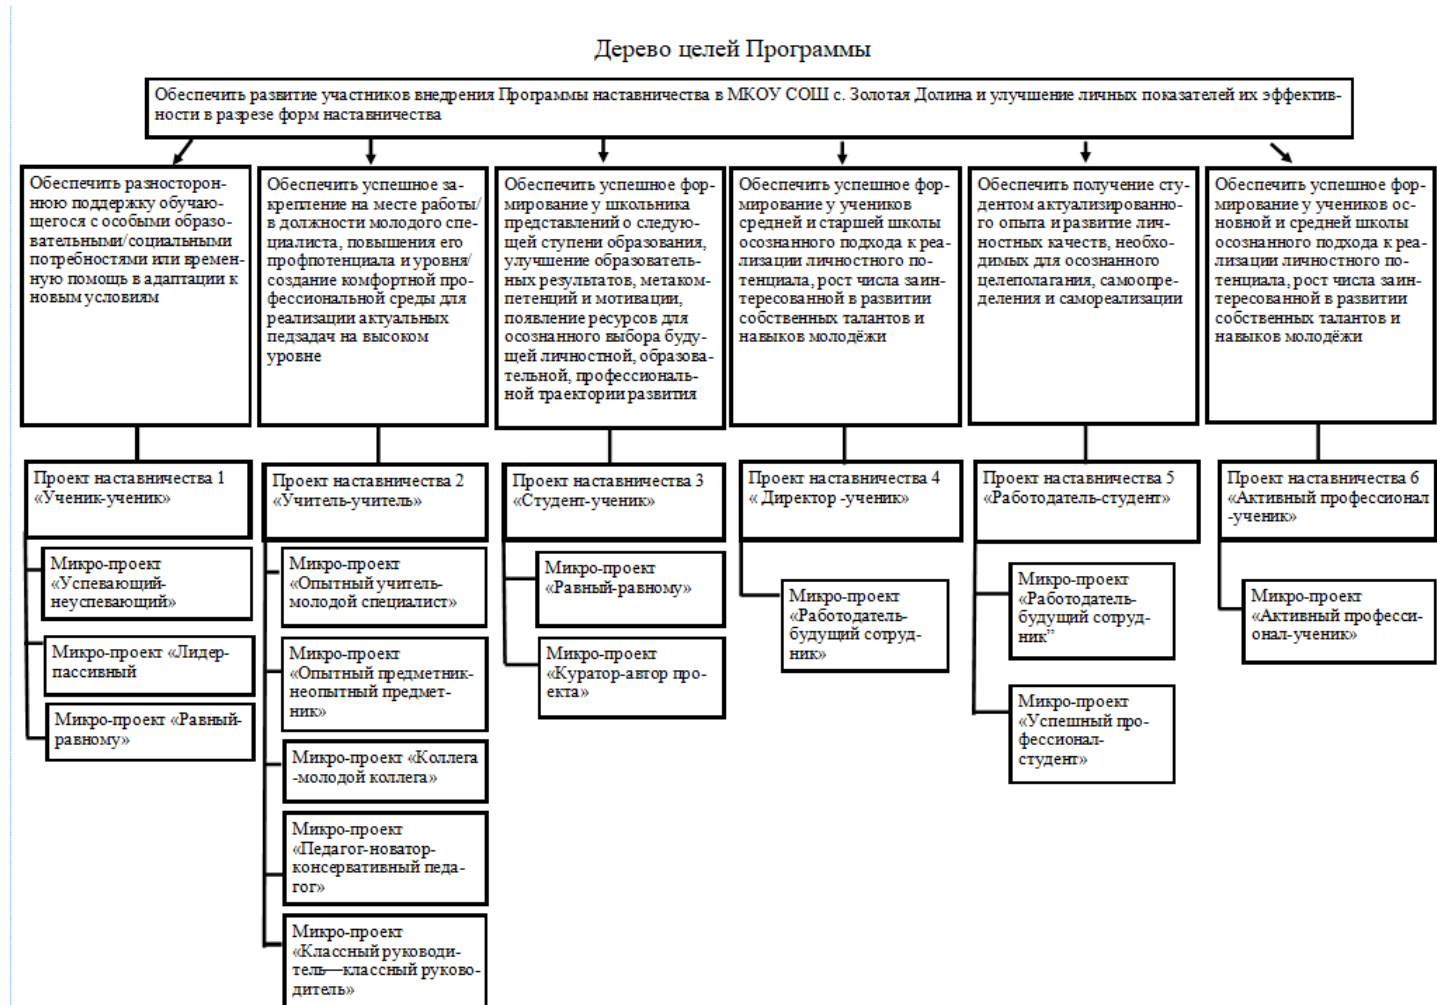 Дерево целей Программы
Обеспечить развитие участников внедрения Программы наставничества в МКОУ СОШ с. Золотая Долина и улучшение личных показателей их эффектив-
ности в разрезе форм наставничества
Обеспечить разносторон-
нюю поддержку обучаю-
щегося с особыми образо-
вательными/социальными
потребностями или времен-
ную помощь в адаптации к
новым условиям
Обеспечить успешное за-
крепление на месте работы/
в должности молодого спе-
циалиста, повышения его
профпотенциала и уровня/
создание комфортной про-
фессиональной среды для
реализации актуальных
педзадач на высоком
уровне
Обеспечить успешное фор-
мирование у школьника
представлений о следую-
щей ступени образования,
улучшение образователь-
ных результатов, метаком-
петенций и мотивации,
появление ресурсов для
осознанного выбора буду-
щей личностной, образова-
тельной, профессиональ-
ной траектории развития
Обеспечить успешное фор-
мирование у учеников
средней и старшей школы
осознанного подхода к реа-
лизации личностного по-
тенциала, рост числа заин-
тересованной в развитии
собственных талантов и
навыков молодёжи
Обеспечить получение сту-
дентом актуализированно-
го опыта и развитие лич-
ностных качеств, необхо-
димых для осознанного
целеполагания, самоопре-
деления и самореализации
Обеспечить успешное фор-
мирование у учеников ос-
новной и средней школы
осознанного подхода к реа-
лизации личностного по-
тенциала, рост числа заин-
тересованной в развитии
собственных талантов и
навыков молодёжи
Проект наставничества 1
«Ученик-ученик»
Проект наставничества 2
«Учитель-учитель»
Проект наставничества 3
«Студент-ученик»
Проект наставничества 4
« Директор -ученик»
Проект наставничества 5
«Работодатель-студент»
Проект наставничества 6
«Активный профессионал
-ученик»
Микро-проект
«Успевающий-
неуспевающий»
Микро-проект «Лидер-
пассивный
Микро-проект «Равный-
равному»
Микро-проект
«Опытный учитель-
молодой специалист»
Микро-проект
«Опытный предметник-
неопытный предмет-
ник»
Микро-проект «Коллега
-молодой коллега»
Микро-проект
«Педагог-новатор-
консервативный педа-
гог»
Микро-проект
«Классный руководи-
тель—классный руково-
дитель»
Микро-проект
«Равный-равному»
Микро-проект
«Куратор-автор про-
екта»
Микро-проект
«Работодатель-
будущий сотруд-
ник»
Микро-проект
«Работодатель-
будущий сотруд-
ник”
Микро-проект
«Успешный про-
фессионал-
студент»
Микро-проект
«Активный професси-
онал-ученик»